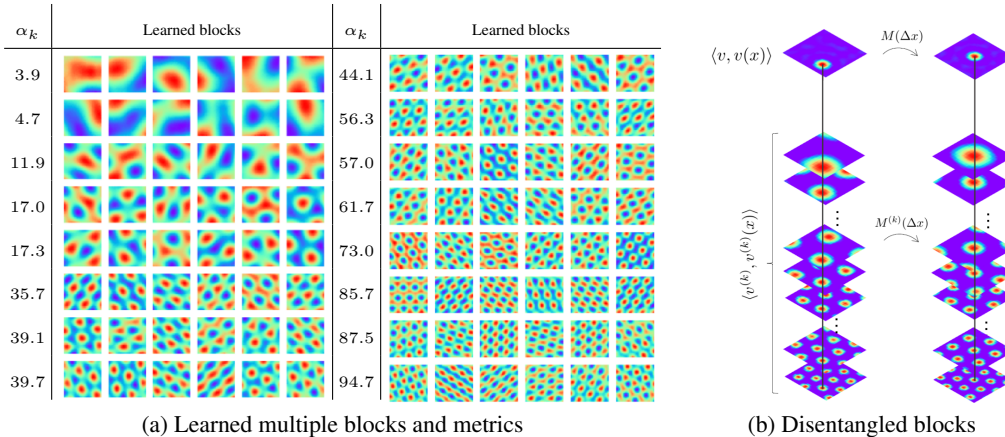 α_k Learned blocks α_k Learned blocks
3.9 44.1
4.7 56.3
11.9 57.0
17.0 61.7
17.3 73.0
35.7 85.7
39.1 87.5
39.7 94.7
(a) Learned multiple blocks and metrics
⟨v, v(x)⟩ M(Δx)
⟨v^(k), v^(k)(x)⟩ M^(k)(Δx)
(b) Disentangled blocks